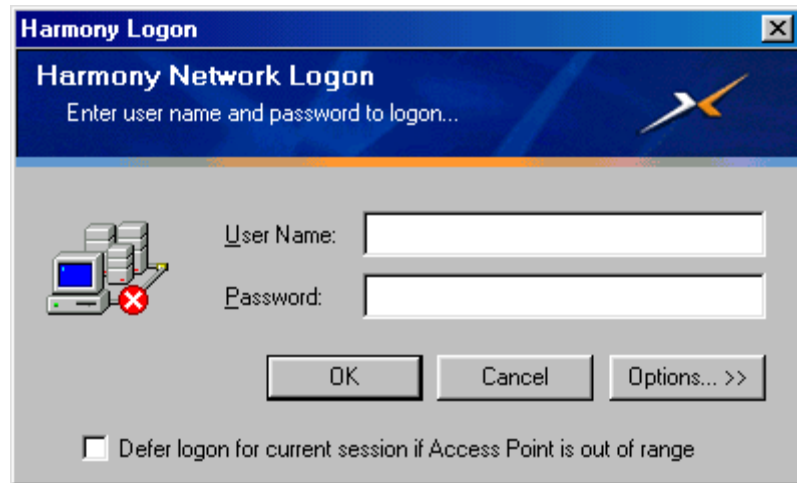 Harmony Logon
Harmony Network Logon
Enter user name and password to logon...
User Name:
Password:
OK Cancel Options... >>
Defer logon for current session if Access Point is out of range